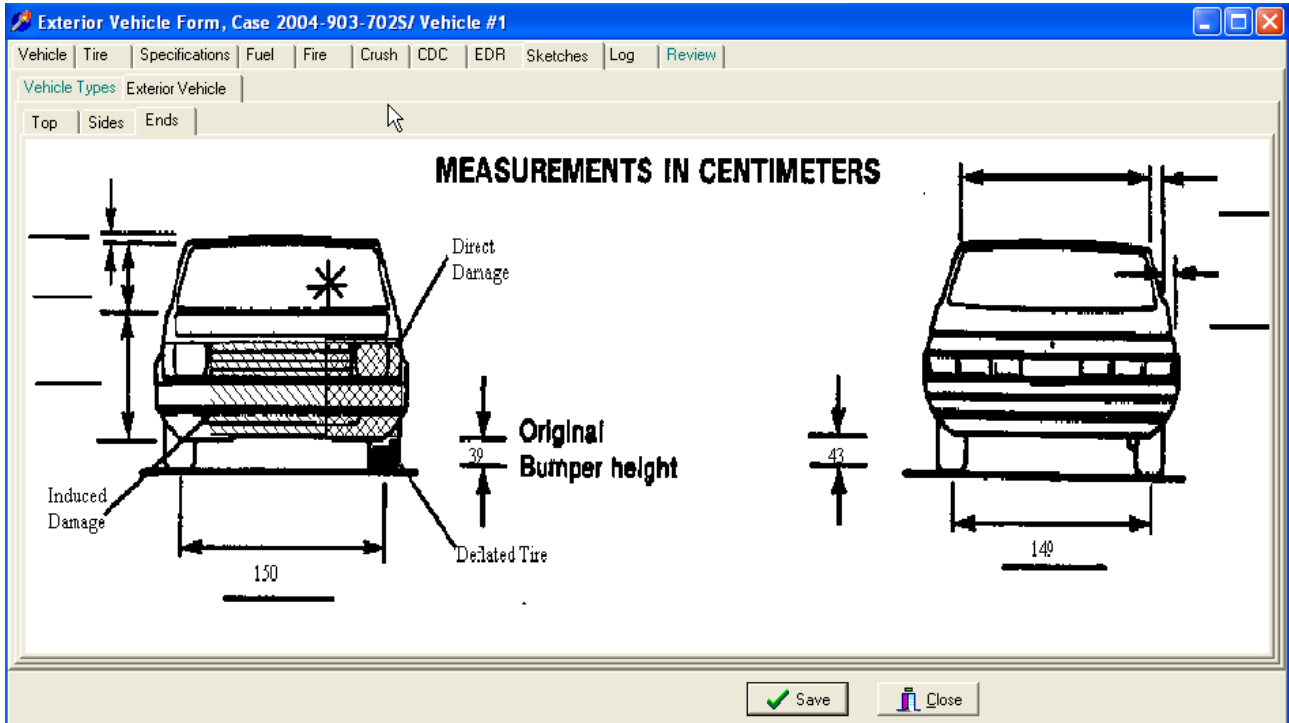 Exterior Vehicle Form, Case 2004-903-702S/ Vehicle #1
Vehicle Tire Specifications Fuel Fire Crush CDC EDR Sketches Log Review
Vehicle Types Exterior Vehicle
Top Sides Ends
MEASUREMENTS IN CENTIMETERS
Direct
Damage
39
Original
Bumper height
43
Induced
Damage
Deflated Tire
150
149
Save Close